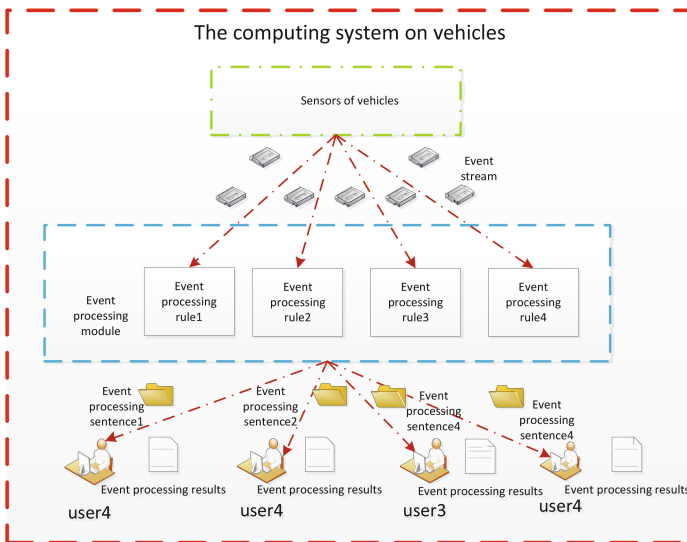 The computing system on vehicles
Sensors of vehicles
Event
stream
Event
processing
module
Event
processing
rule1
Event
processing
rule2
Event
processing
rule3
Event
processing
rule4
Event
processing
sentence1
Event
processing
sentence2
Event
processing
sentence4
Event
processing
sentence4
Event processing results
Event processing results
Event processing results
Event processing results
user4
user4
user3
user4